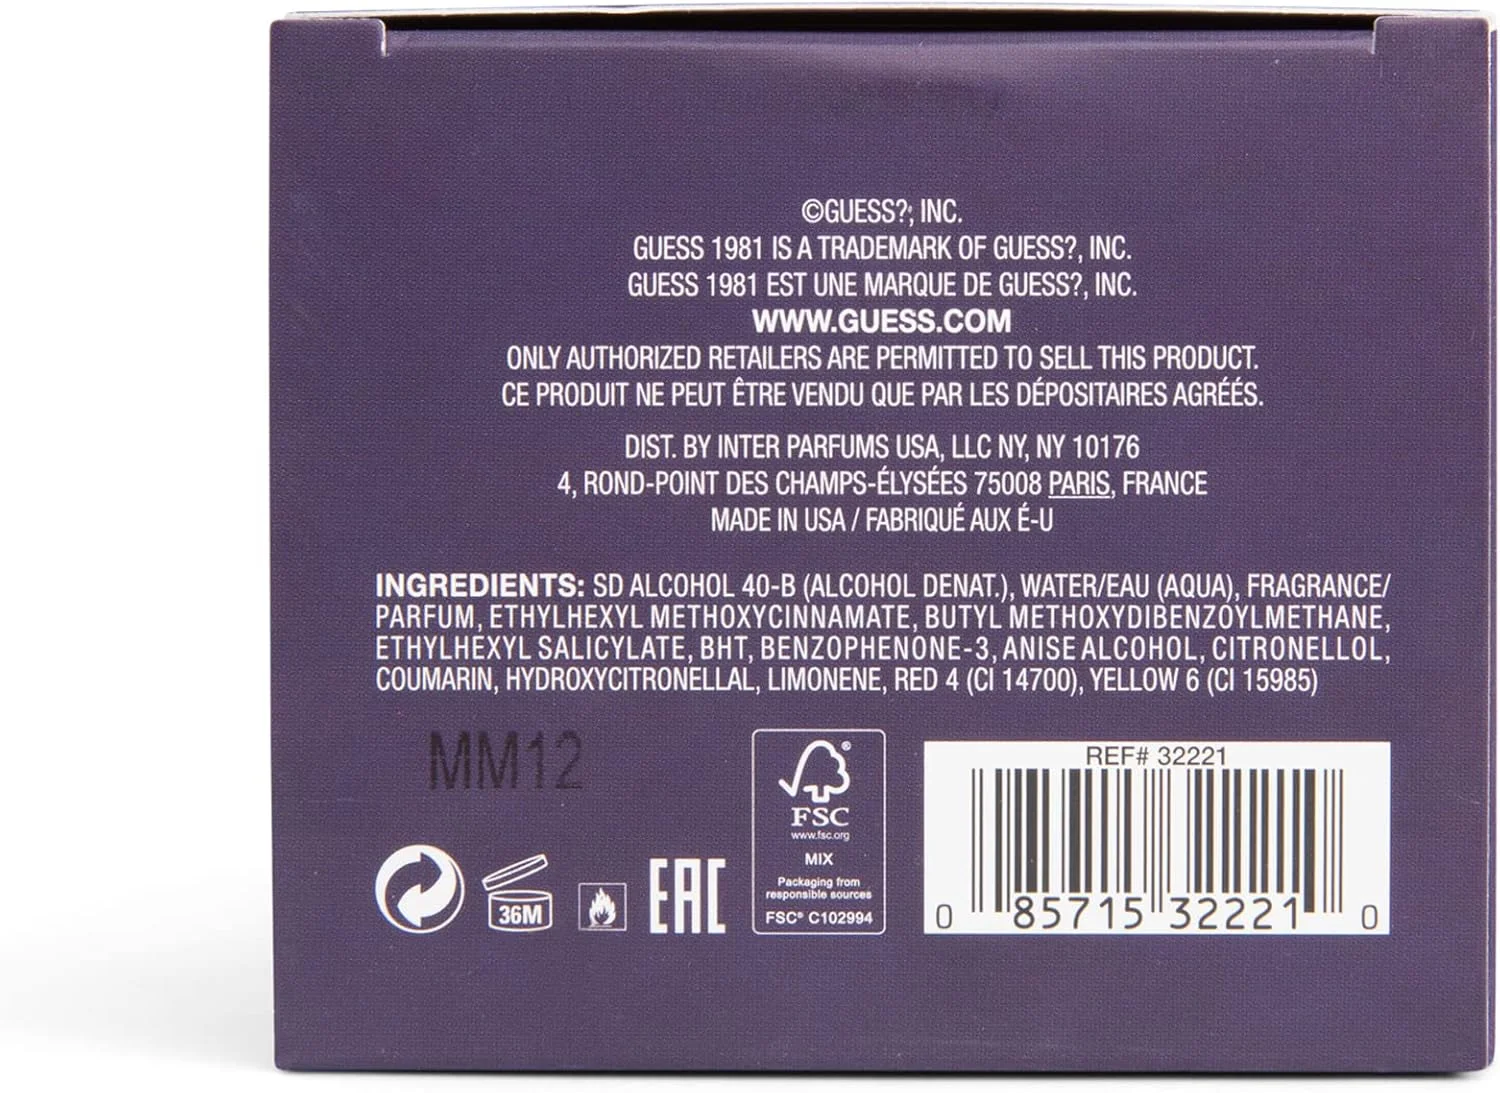 ©GUESS?, INC.
GUESS 1981 IS A TRADEMARK OF GUESS?, INC.
GUESS 1981 EST UNE MARQUE DE GUESS?, INC.
WWW.GUESS.COM
ONLY AUTHORIZED RETAILERS ARE PERMITTED TO SELL THIS PRODUCT.
CE PRODUIT NE PEUT ÊTRE VENDU QUE PAR LES DÉPOSITAIRES AGRÉÉS.
DIST. BY INTER PARFUMS USA, LLC NY, NY 10176
4, ROND-POINT DES CHAMPS-ÉLYSÉES 75008 PARIS, FRANCE
MADE IN USA / FABRIQUÉ AUX É-U
INGREDIENTS: SD ALCOHOL 40-B (ALCOHOL DENAT.), WATER/EAU (AQUA), FRAGRANCE/
PARFUM, ETHYLHEXYL METHOXYCINNAMATE, BUTYL METHOXYDIBENZOYLMETHANE,
ETHYLHEXYL SALICYLATE, BHT, BENZOPHENONE-3, ANISE ALCOHOL, CITRONELLOL,
COUMARIN, HYDROXYCITRONELLAL, LIMONENE, RED 4 (CI 14700), YELLOW 6 (CI 15985)
MM12
36M
EAC
FSC
www.fsc.org
MIX
Packaging from
responsible sources
FSC® C102994
REF# 32221
0 85715 32221 0